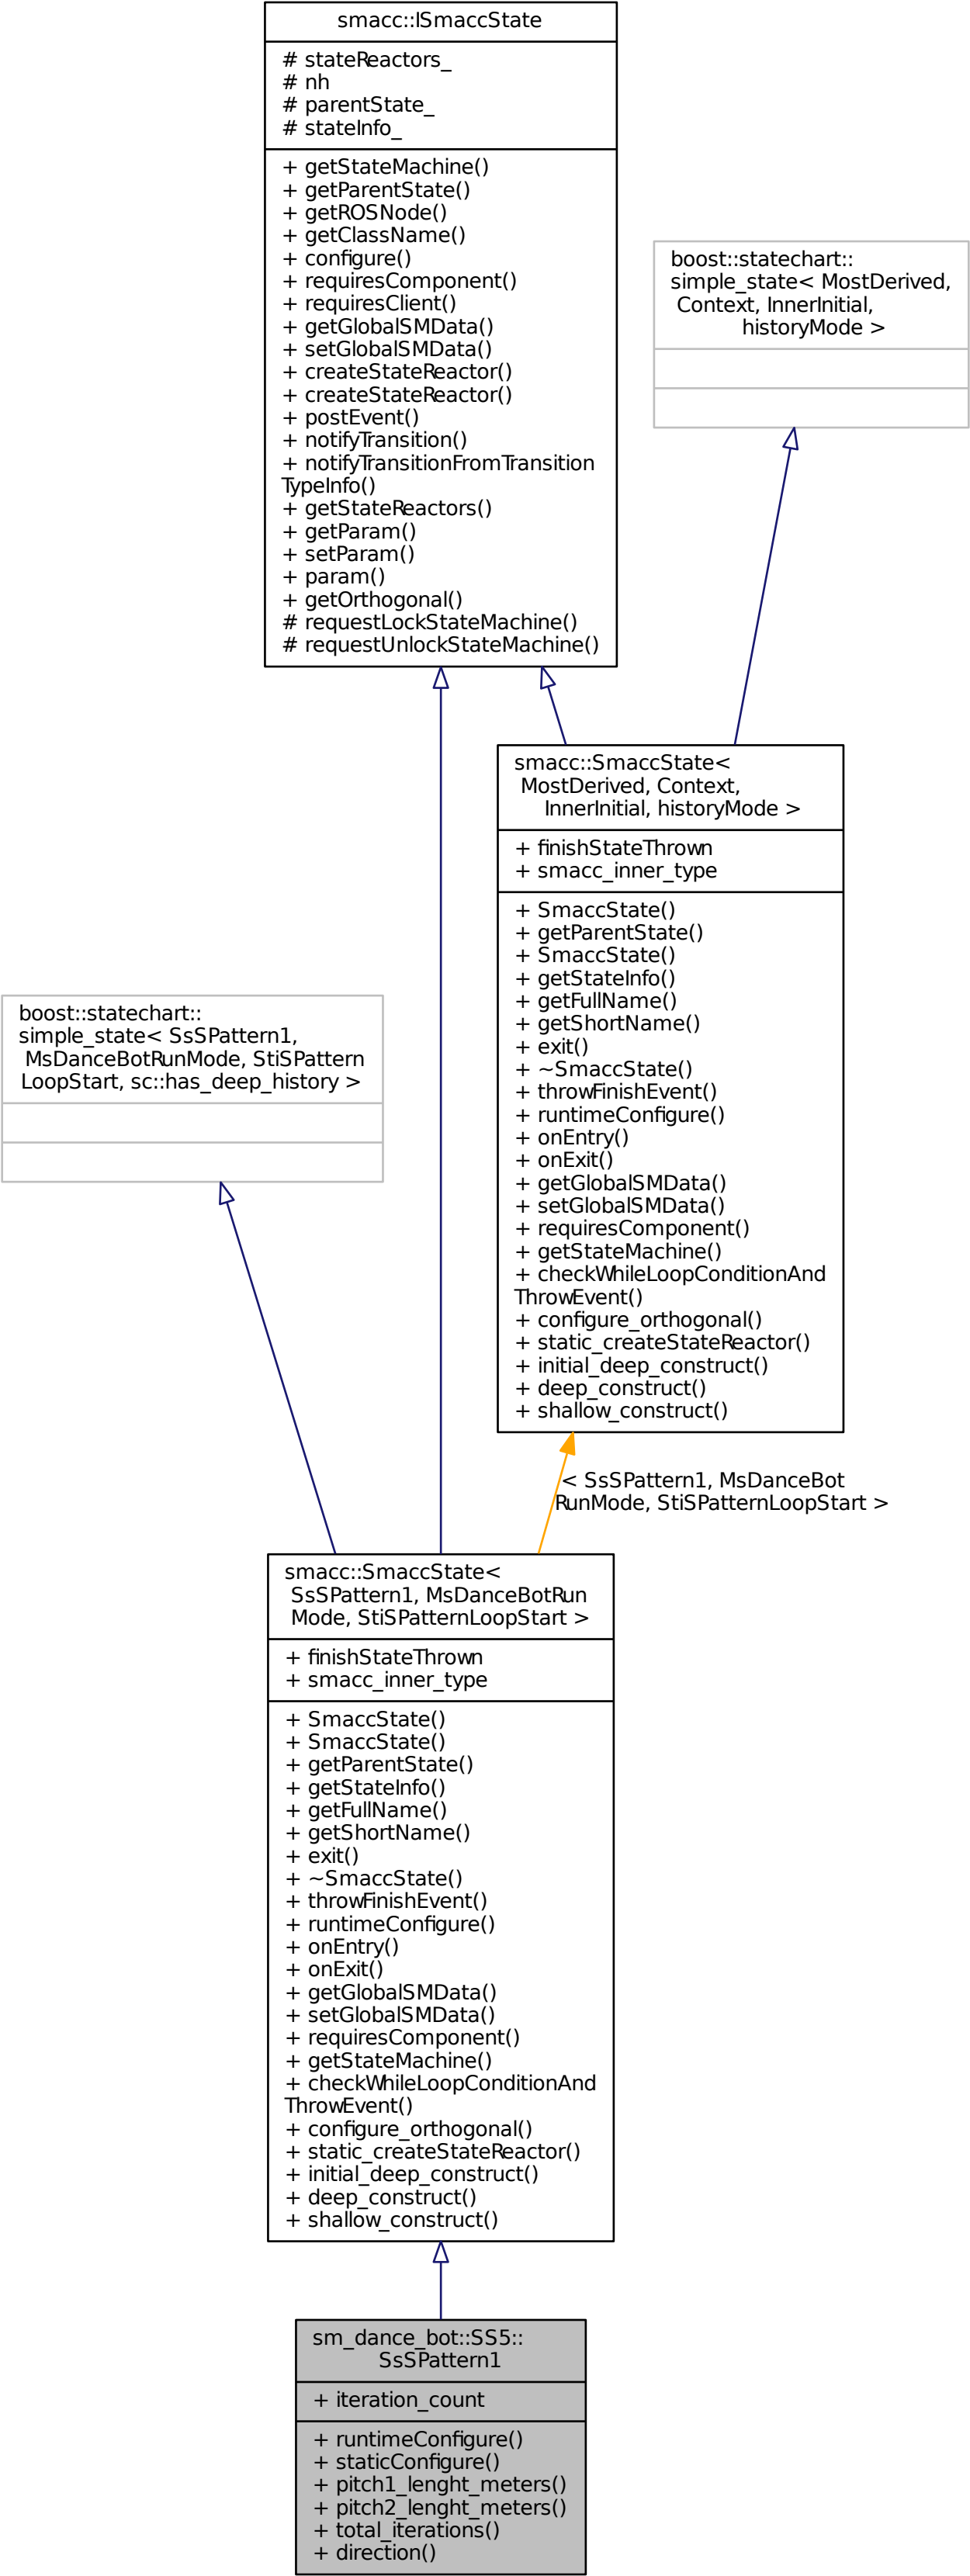 smacc::ISmaccState
# stateReactors_
# nh
# parentState_
# stateInfo_
+ getStateMachine()
+ getParentState()
+ getROSNode()
+ getClassName()
+ configure()
+ requiresComponent()
+ requiresClient()
+ getGlobalSMData()
+ setGlobalSMData()
+ createStateReactor()
+ createStateReactor()
+ postEvent()
+ notifyTransition()
+ notifyTransitionFromTransition
TypeInfo()
+ getStateReactors()
+ getParam()
+ setParam()
+ param()
+ getOrthogonal()
# requestLockStateMachine()
# requestUnlockStateMachine()
boost::statechart::
simple_state< MostDerived,
Context, InnerInitial,
historyMode >
smacc::SmaccState<
MostDerived, Context,
InnerInitial, historyMode >
+ finishStateThrown
+ smacc_inner_type
+ SmaccState()
+ getParentState()
+ SmaccState()
+ getStateInfo()
+ getFullName()
+ getShortName()
+ exit()
+ ~SmaccState()
+ throwFinishEvent()
+ runtimeConfigure()
+ onEntry()
+ onExit()
+ getGlobalSMData()
+ setGlobalSMData()
+ requiresComponent()
+ getStateMachine()
+ checkWhileLoopConditionAnd
ThrowEvent()
+ configure_orthogonal()
+ static_createStateReactor()
+ initial_deep_construct()
+ deep_construct()
+ shallow_construct()
boost::statechart::
simple_state< SsSPattern1,
MsDanceBotRunMode, StiSPattern
LoopStart, sc::has_deep_history >
< SsSPattern1, MsDanceBot
RunMode, StiSPatternLoopStart >
smacc::SmaccState<
SsSPattern1, MsDanceBotRun
Mode, StiSPatternLoopStart >
+ finishStateThrown
+ smacc_inner_type
+ SmaccState()
+ SmaccState()
+ getParentState()
+ getStateInfo()
+ getFullName()
+ getShortName()
+ exit()
+ ~SmaccState()
+ throwFinishEvent()
+ runtimeConfigure()
+ onEntry()
+ onExit()
+ getGlobalSMData()
+ setGlobalSMData()
+ requiresComponent()
+ getStateMachine()
+ checkWhileLoopConditionAnd
ThrowEvent()
+ configure_orthogonal()
+ static_createStateReactor()
+ initial_deep_construct()
+ deep_construct()
+ shallow_construct()
sm_dance_bot::SS5::
SsSPattern1
+ iteration_count
+ runtimeConfigure()
+ staticConfigure()
+ pitch1_lenght_meters()
+ pitch2_lenght_meters()
+ total_iterations()
+ direction()